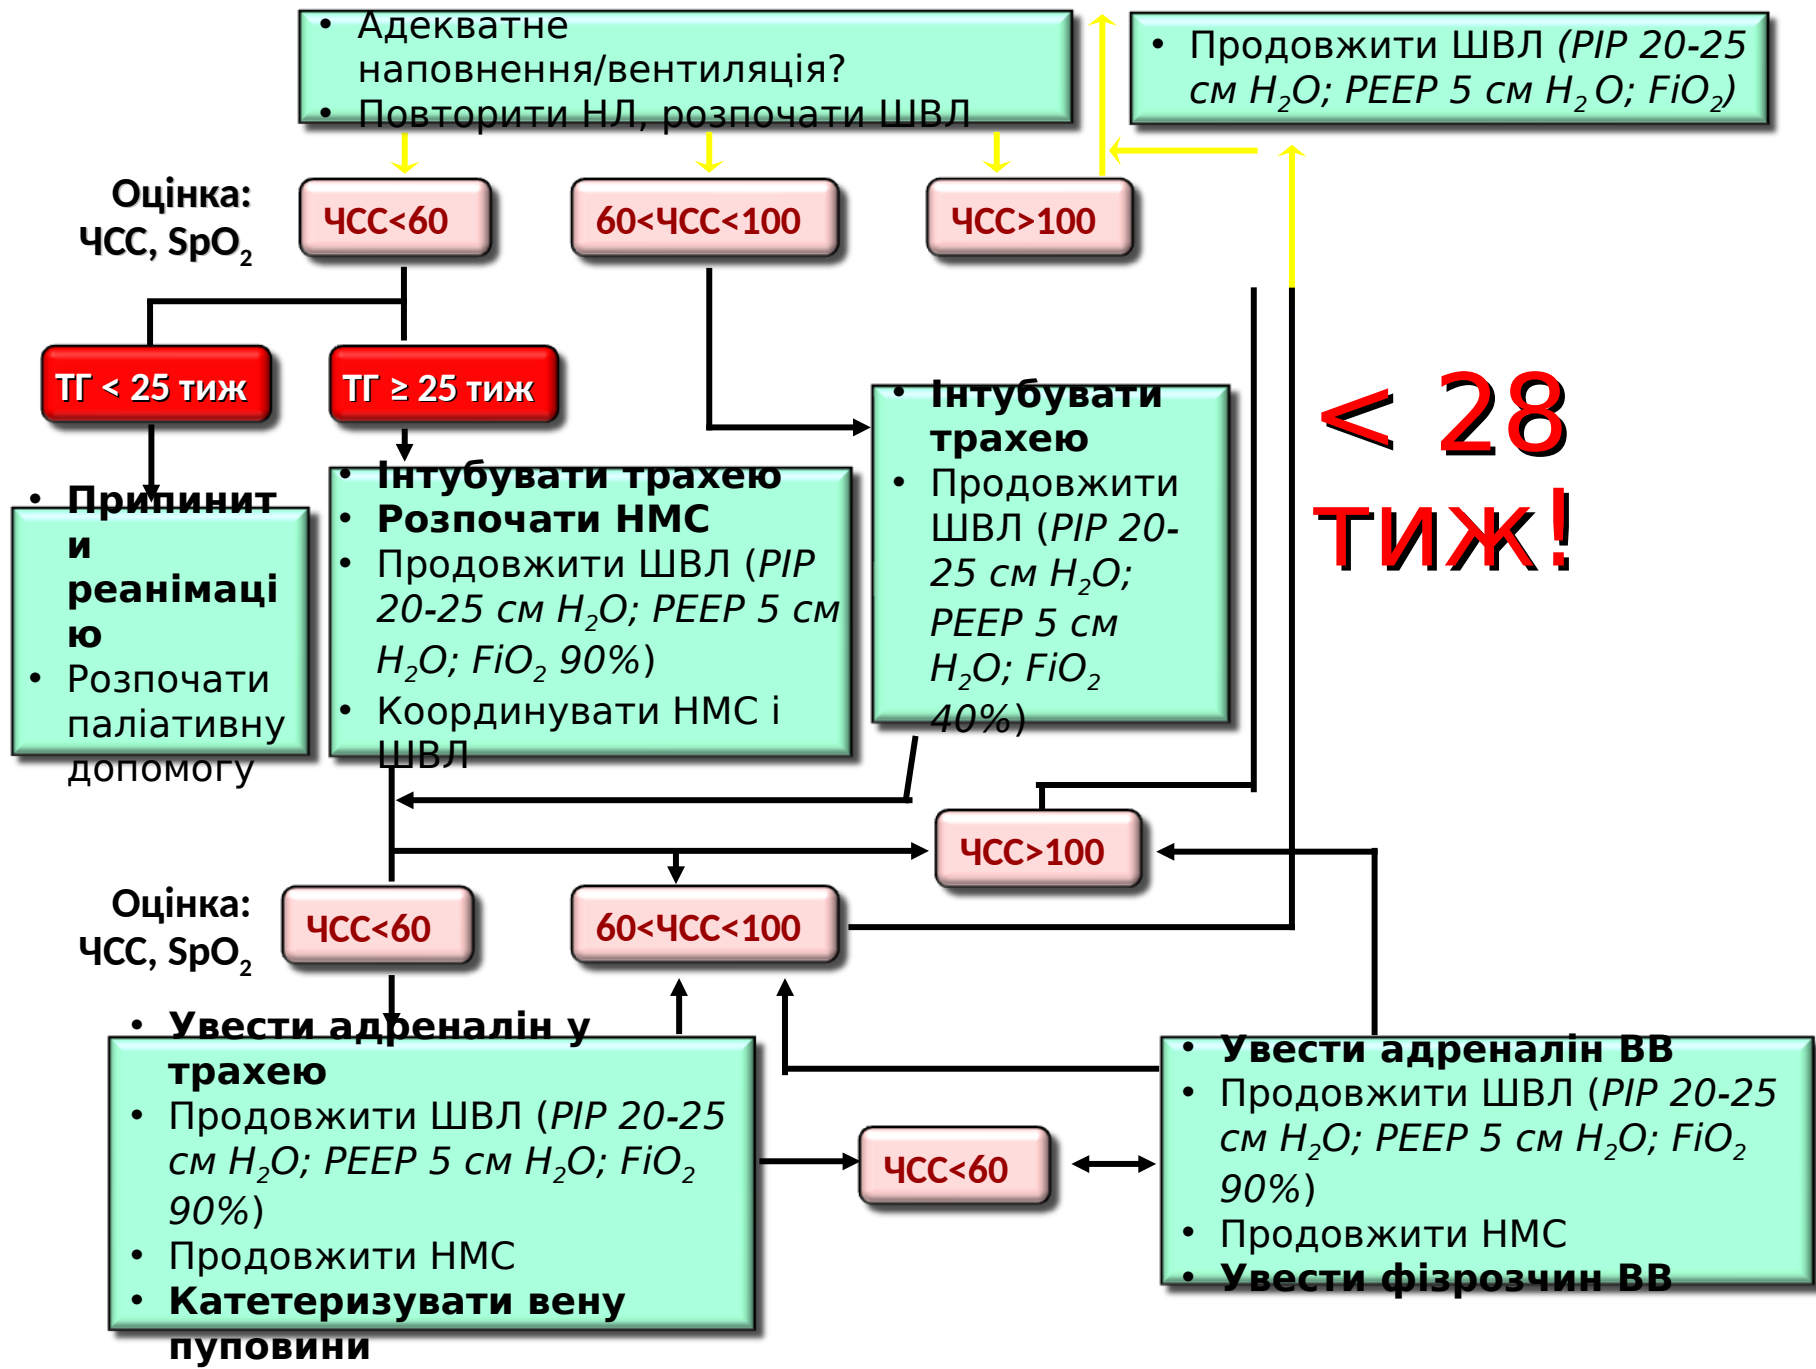 • Адекватне
наповнення/вентиляція?
• Повторити НЛ, розпочати ШВЛ
• Продовжити ШВЛ (PIP 20-25
см H2O; PEEP 5 см H2 O; FiO2)
Оцінка:
ЧСС, SpO2
ЧСС<60
60<ЧСС<100
ЧСС>100
ТГ < 25 тиж
ТГ ≥ 25 тиж
< 28
тиж!
• Припинит
и
реанімаці
ю
• Розпочати
паліативну
допомогу
• Інтубувати трахею
• Розпочати НМС
• Продовжити ШВЛ (PIP
20-25 см H2O; PEEP 5 см
H2O; FiO2 90%)
• Координувати НМС і
ШВЛ
• Інтубувати
трахею
• Продовжити
ШВЛ (PIP 20-
25 см H2O;
PEEP 5 см
H2O; FiO2
40%)
ЧСС>100
Оцінка:
ЧСС, SpO2
ЧСС<60
60<ЧСС<100
• Увести адреналін у
трахею
• Продовжити ШВЛ (PIP 20-25
см H2O; PEEP 5 см H2O; FiO2
90%)
• Продовжити НМС
• Катетеризувати вену
пуповини
ЧСС<60
• Увести адреналін ВВ
• Продовжити ШВЛ (PIP 20-25
см H2O; PEEP 5 см H2O; FiO2
90%)
• Продовжити НМС
• Увести фізрозчин ВВ